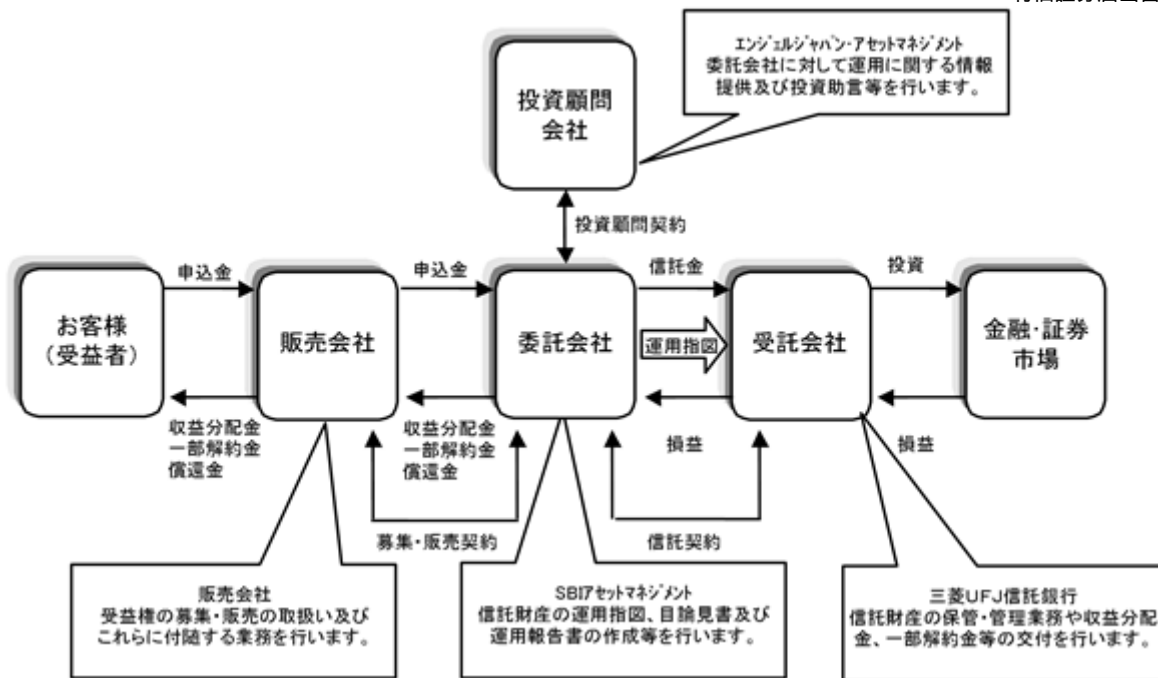 エンジェルジャパン・アセットマネジメント
委託会社に対して運用に関する情報
提供及び投資助言等を行います。
投資顧問
会社
投資顧問契約
申込金
申込金
信託金
投資
お客様
(受益者)
販売会社
委託会社
運用指図
受託会社
金融・証券
市場
収益分配金
一部解約金
償還金
収益分配金
一部解約金
償還金
損益
損益
募集・販売契約
信託契約
販売会社
受益権の募集・販売の取扱い及び
これらに付随する業務を行います。
SBIアセットマネジメント
信託財産の運用指図、目論見書及び
運用報告書の作成等を行います。
三菱UFJ信託銀行
信託財産の保管・管理業務や収益分配
金、一部解約金等の交付を行います。